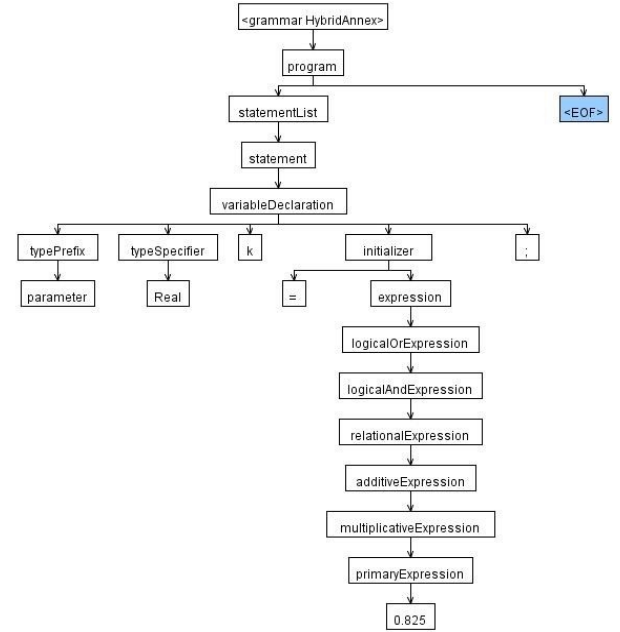 <grammar HybridAnnex>
program
statementList
<EOF>
statement
variableDeclaration
typePrefix
typeSpecifier
k
initializer
;
parameter
Real
=
expression
logicalOrExpression
logicalAndExpression
relationalExpression
additiveExpression
multiplicativeExpression
primaryExpression
0.825